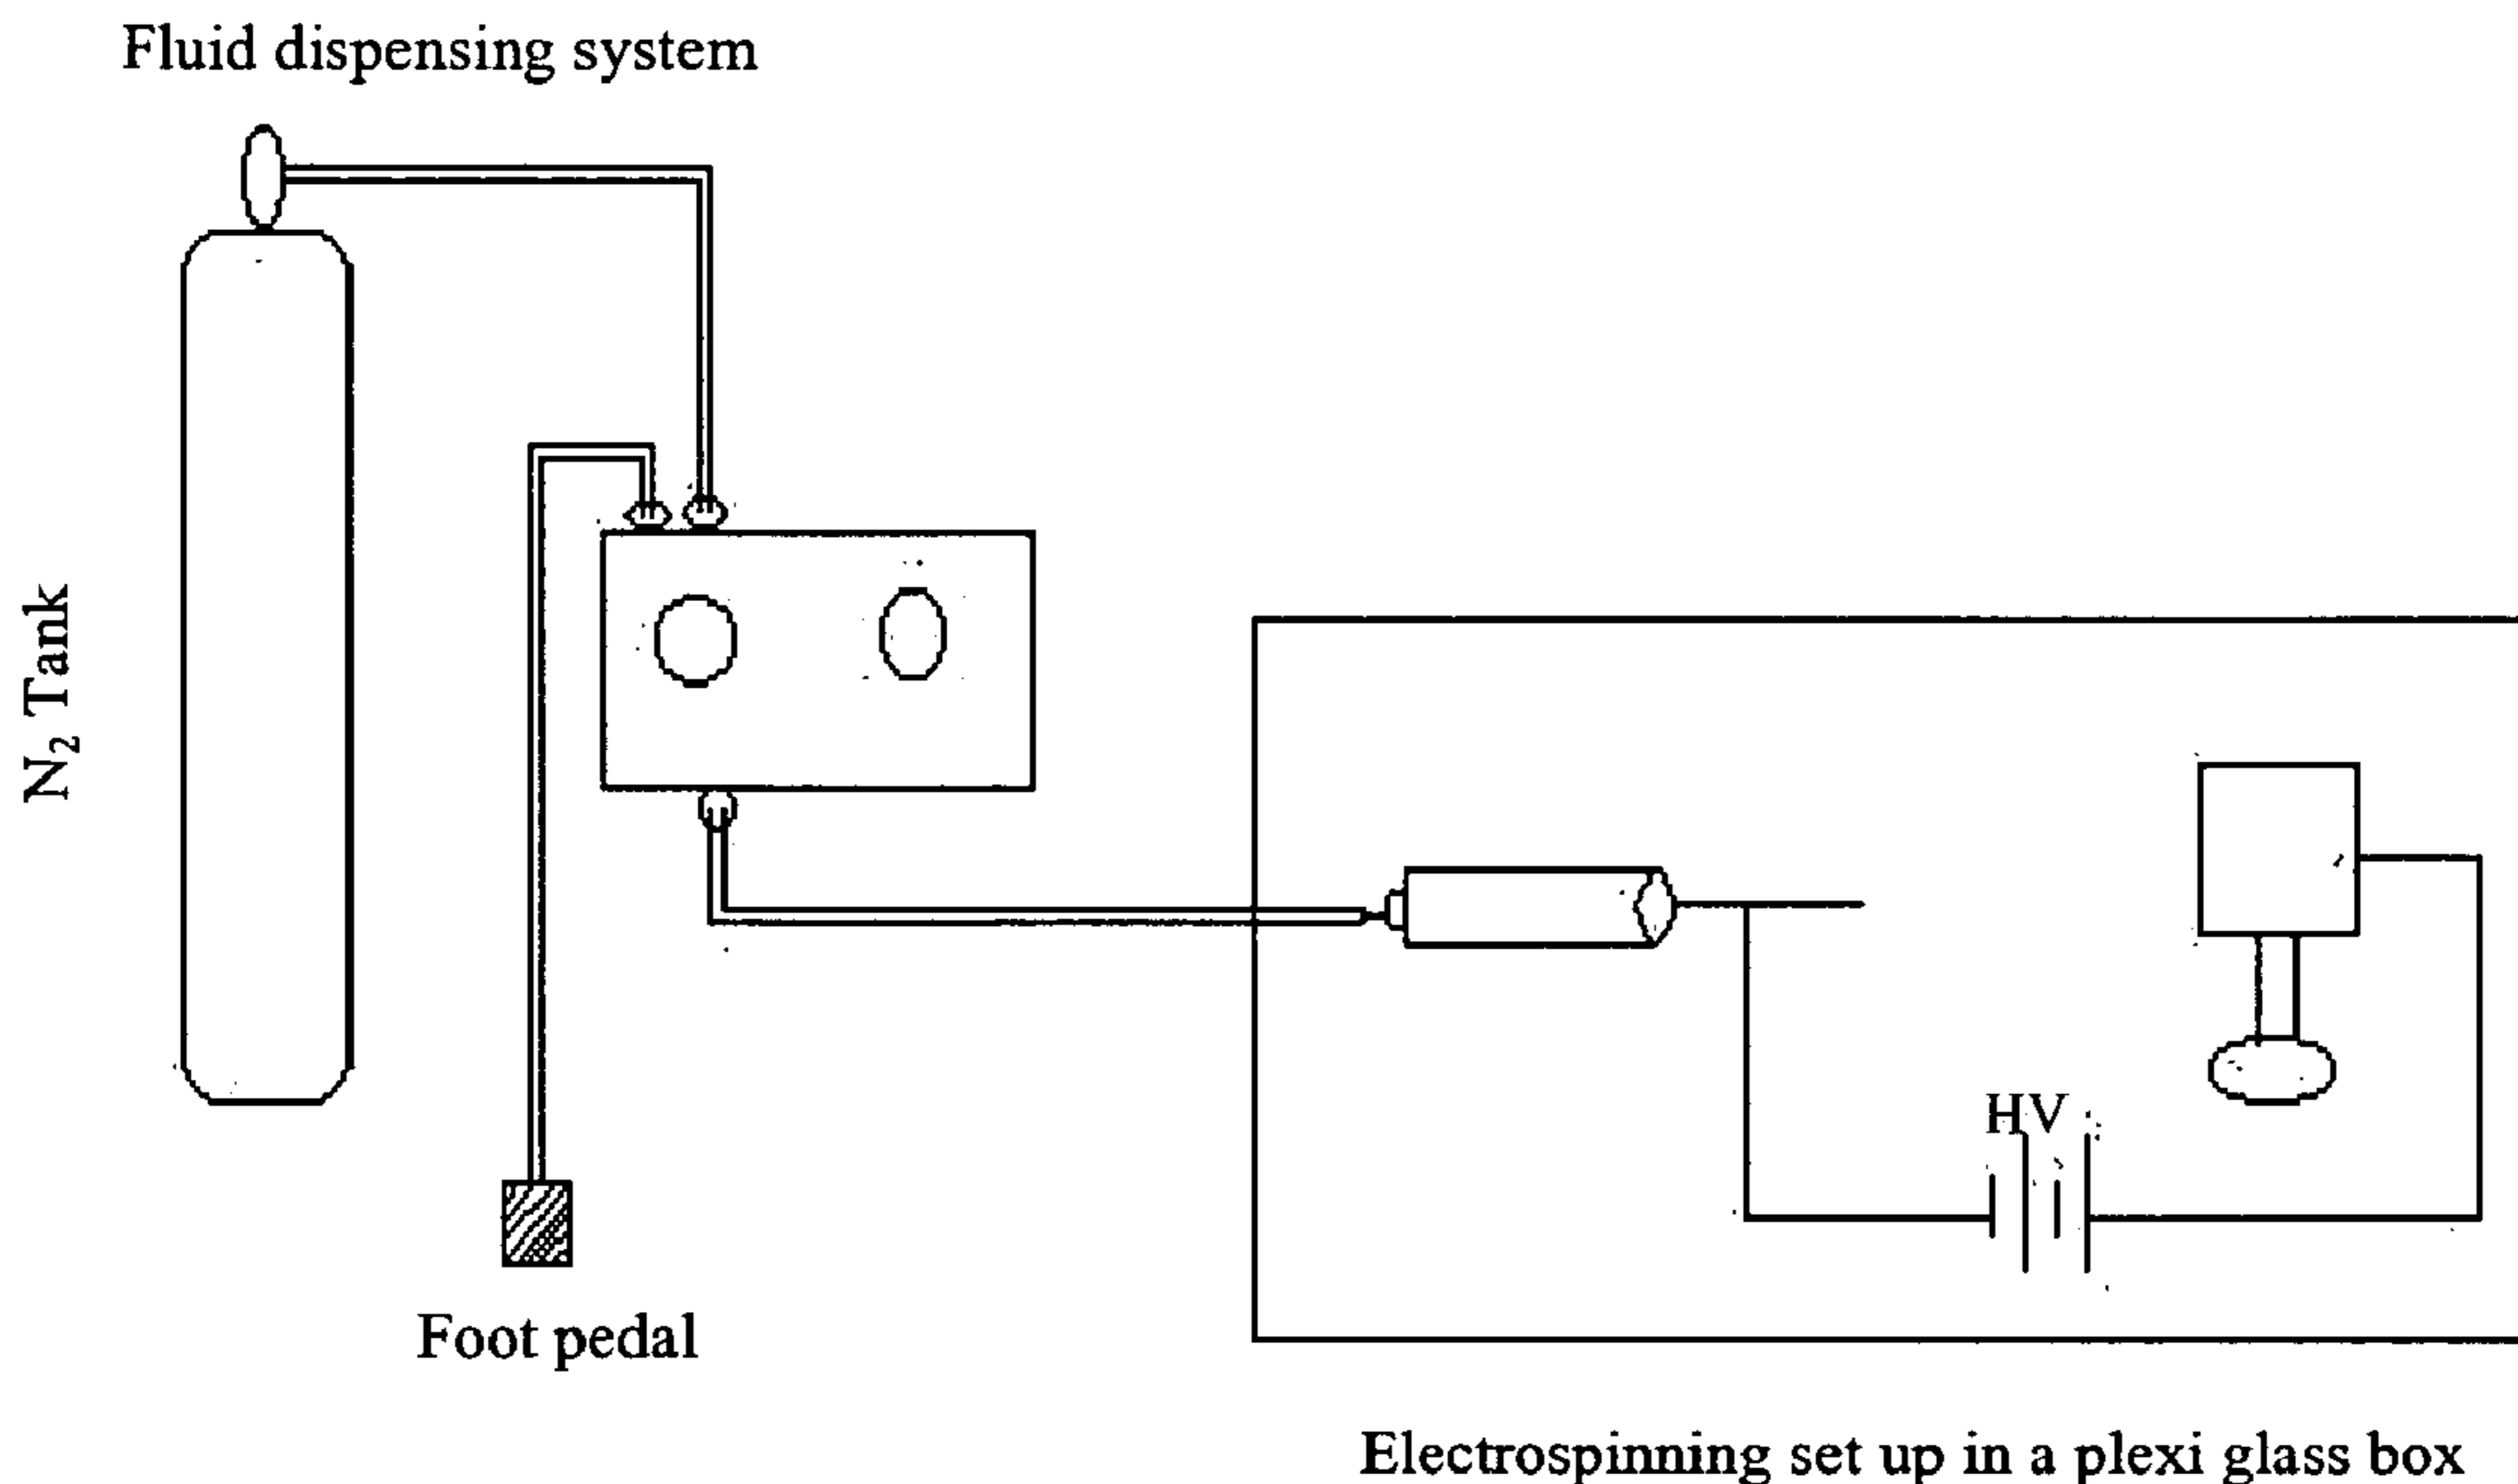 Fluid dispensing system
N₂ Tank
HV
Foot pedal
Electrospinning set up in a plexi glass box